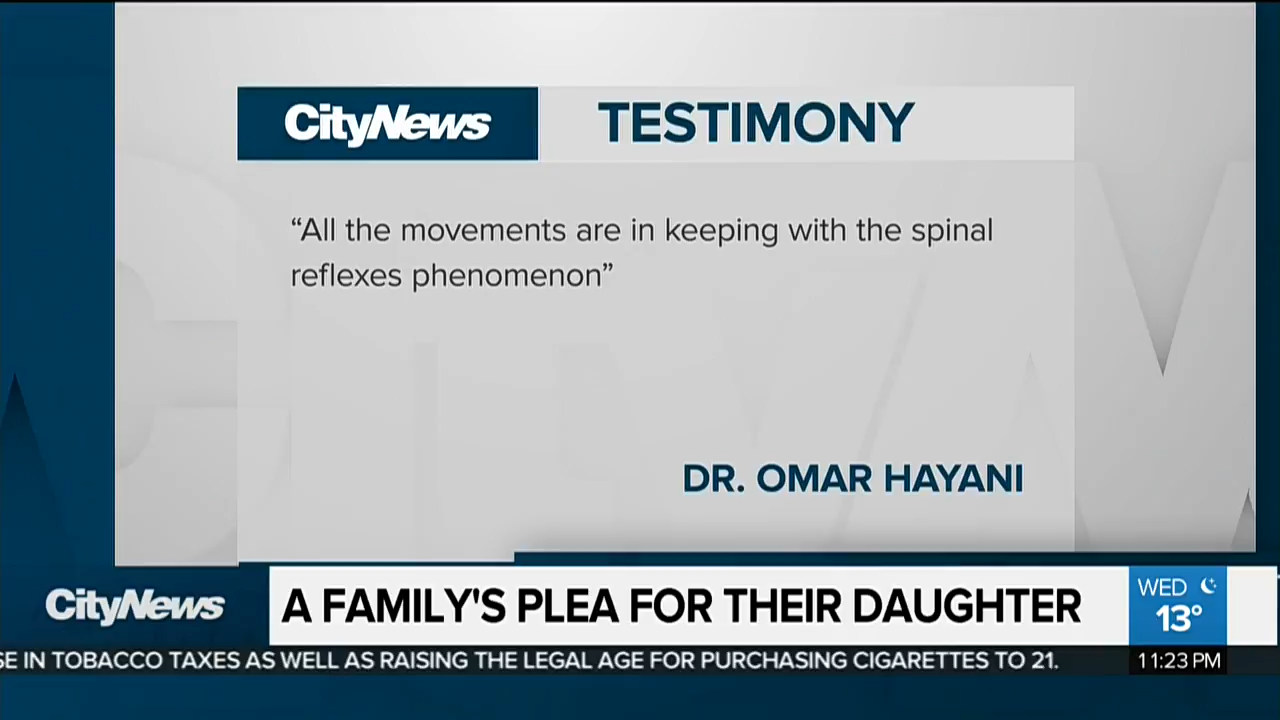 CityNews TESTIMONY
“All the movements are in keeping with the spinal
reflexes phenomenon”
DR. OMAR HAYANI
CityNews A FAMILY'S PLEA FOR THEIR DAUGHTER
WED
13°
SE IN TOBACCO TAXES AS WELL AS RAISING THE LEGAL AGE FOR PURCHASING CIGARETTES TO 21.
11:23 PM